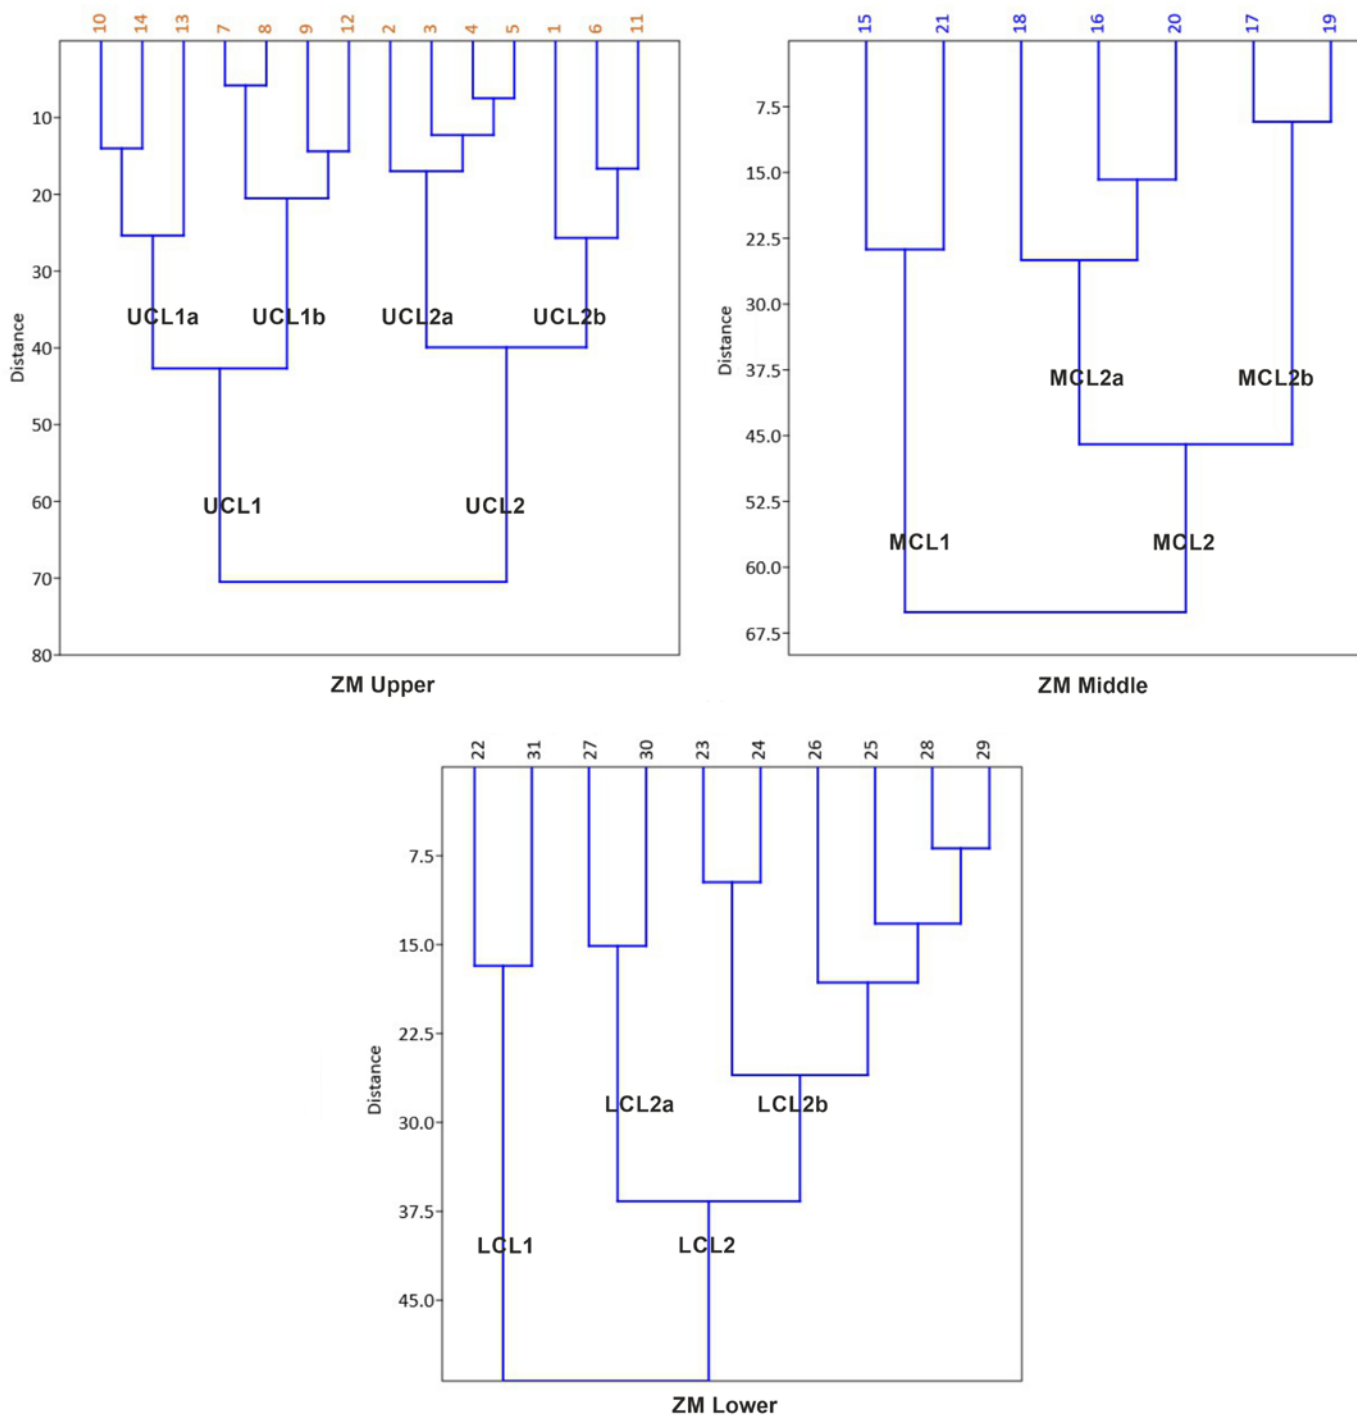 10 14 13 7 8 9 12 2 3 4 5 1 6 11
10
20
30
40
50
60
70
80
Distance
UCL1a UCL1b UCL2a UCL2b
UCL1 UCL2
ZM Upper
15 21 18 16 20 17 19
7.5
15.0
22.5
30.0
37.5
45.0
52.5
60.0
67.5
Distance
MCL2a MCL2b
MCL1 MCL2
ZM Middle
22 31 27 30 23 24 26 25 28 29
7.5
15.0
22.5
30.0
37.5
45.0
Distance
LCL2a LCL2b
LCL1 LCL2
ZM Lower